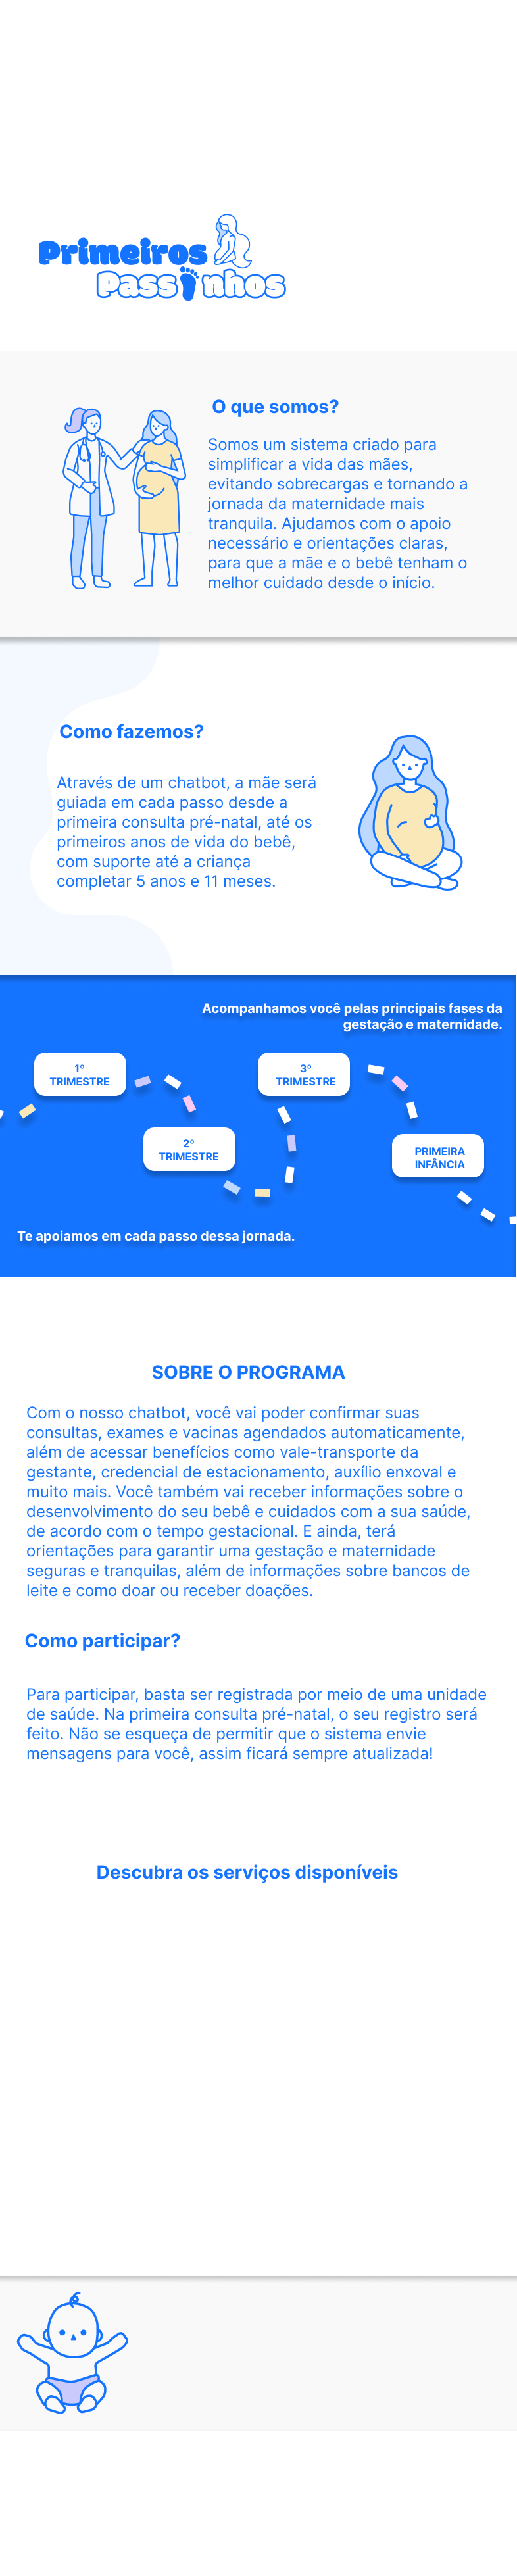 Primeiros
Passinhos
O que somos?
Somos um sistema criado para
simplificar a vida das mães,
evitando sobrecargas e tornando a
jornada da maternidade mais
tranquila. Ajudamos com o apoio
necessário e orientações claras,
para que a mãe e o bebê tenham o
melhor cuidado desde o início.
Como fazemos?
Através de um chatbot, a mãe será
guiada em cada passo desde a
primeira consulta pré-natal, até os
primeiros anos de vida do bebê,
com suporte até a criança
completar 5 anos e 11 meses.
Acompanhamos você pelas principais fases da
gestação e maternidade.
1º
TRIMESTRE
2º
TRIMESTRE
3º
TRIMESTRE
PRIMEIRA
INFÂNCIA
Te apoiamos em cada passo dessa jornada.
SOBRE O PROGRAMA
Com o nosso chatbot, você vai poder confirmar suas
consultas, exames e vacinas agendados automaticamente,
além de acessar benefícios como vale-transporte da
gestante, credencial de estacionamento, auxílio enxoval e
muito mais. Você também vai receber informações sobre o
desenvolvimento do seu bebê e cuidados com a sua saúde,
de acordo com o tempo gestacional. E ainda, terá
orientações para garantir uma gestação e maternidade
seguras e tranquilas, além de informações sobre bancos de
leite e como doar ou receber doações.
Como participar?
Para participar, basta ser registrada por meio de uma unidade
de saúde. Na primeira consulta pré-natal, o seu registro será
feito. Não se esqueça de permitir que o sistema envie
mensagens para você, assim ficará sempre atualizada!
Descubra os serviços disponíveis